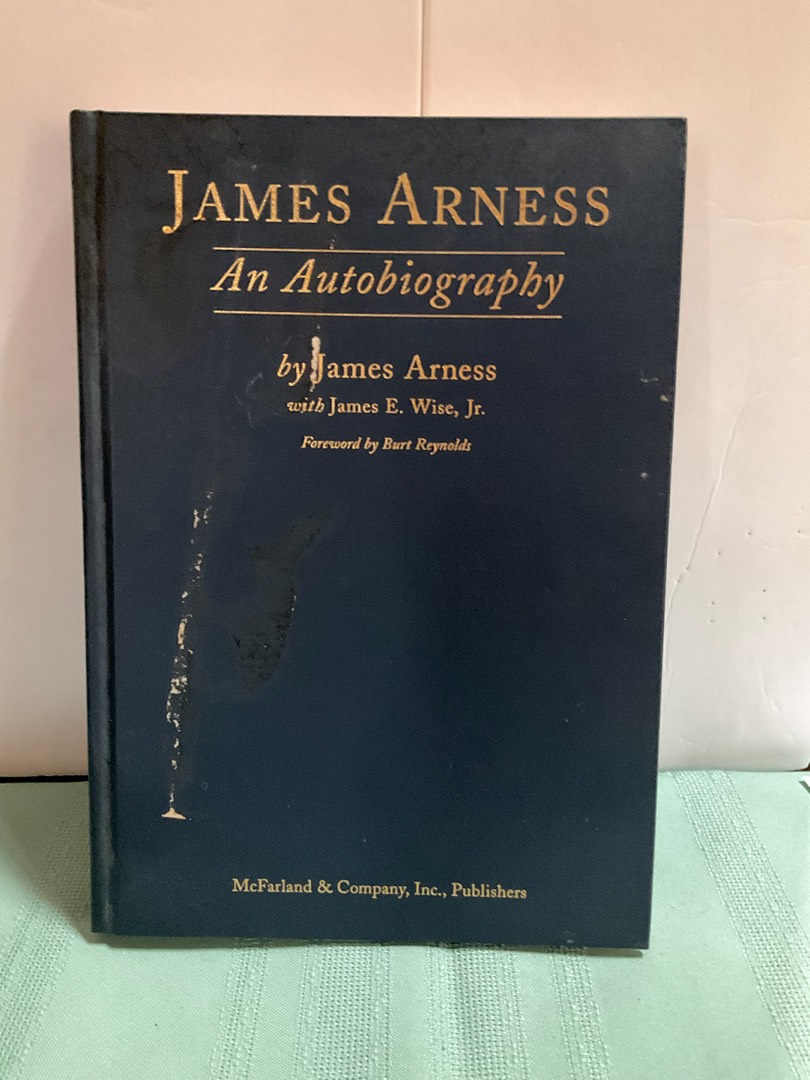 JAMES ARNESS
An Autobiography
by James Arness
with James E. Wise, Jr.
Foreword by Burt Reynolds
McFarland & Company, Inc., Publishers